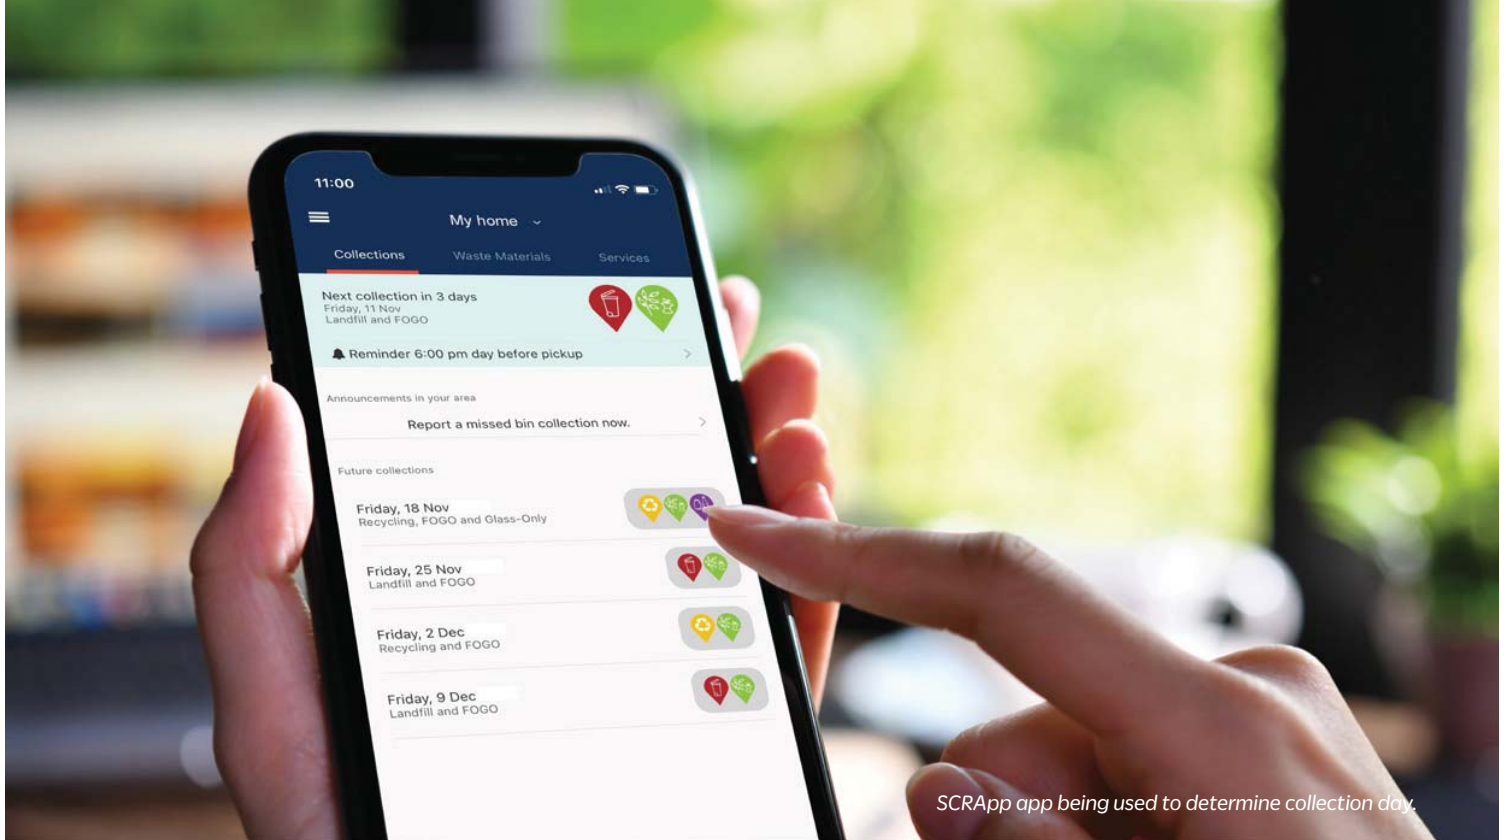 11:00
My home
Collections Waste Materials Services
Next collection in 3 days
Friday, 11 Nov
Landfill and FOGO
Reminder 6:00 pm day before pickup
Announcements in your area
Report a missed bin collection now.
Future collections
Friday, 18 Nov
Recycling, FOGO and Glass-Only
Friday, 25 Nov
Landfill and FOGO
Friday, 2 Dec
Recycling and FOGO
Friday, 9 Dec
Landfill and FOGO
SCRApp app being used to determine collection day.